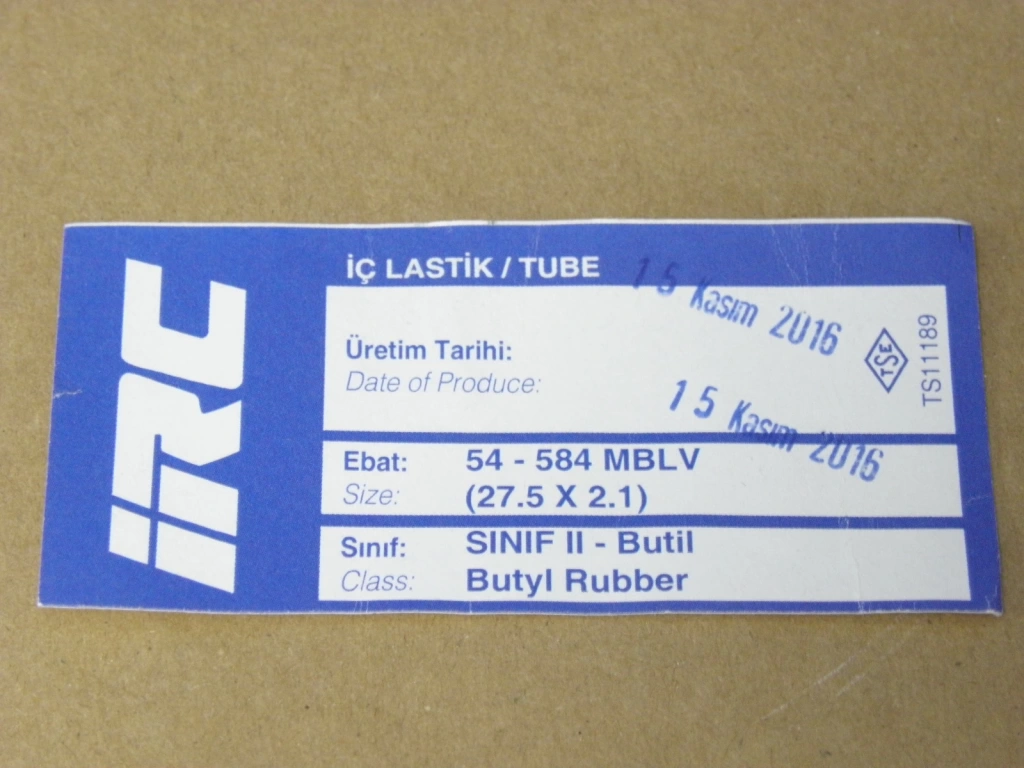 IRC
İÇ LASTİK / TUBE
15 Kasım 2016
Üretim Tarihi:
Date of Produce:
TSE
TS11189
15 Kasım 2016
Ebat: 54 - 584 MBLV
Size: (27.5 X 2.1)
Sınıf: SINIF II - Butil
Class: Butyl Rubber